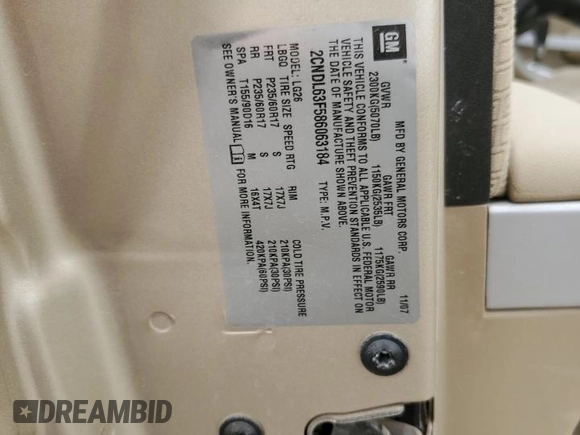 GM
MFD BY GENERAL MOTORS CORP. 11/07
GVWR GAWR FRT GAWR RR
2300KG(5070LB) 1150KG(2535LB) 1175KG(2590LB)
THIS VEHICLE CONFORMS TO ALL APPLICABLE U.S. FEDERAL MOTOR
VEHICLE SAFETY AND THEFT PREVENTION STANDARDS IN EFFECT ON
THE DATE OF MANUFACTURE SHOWN ABOVE.
2CNDL63F586063184 TYPE: M.P.V.
MODEL: LG26
LBGO TIRE SIZE SPEED RTG RIM COLD TIRE PRESSURE
FRT P235/60R17 S 17X7J 210KPA(30PSI)
RR P235/60R17 S 17X7J 210KPA(30PSI)
SPA T155/90D16 M 16X4T 420KPA(60PSI)
SEE OWNER'S MANUAL FOR MORE INFORMATION.
DREAMBID